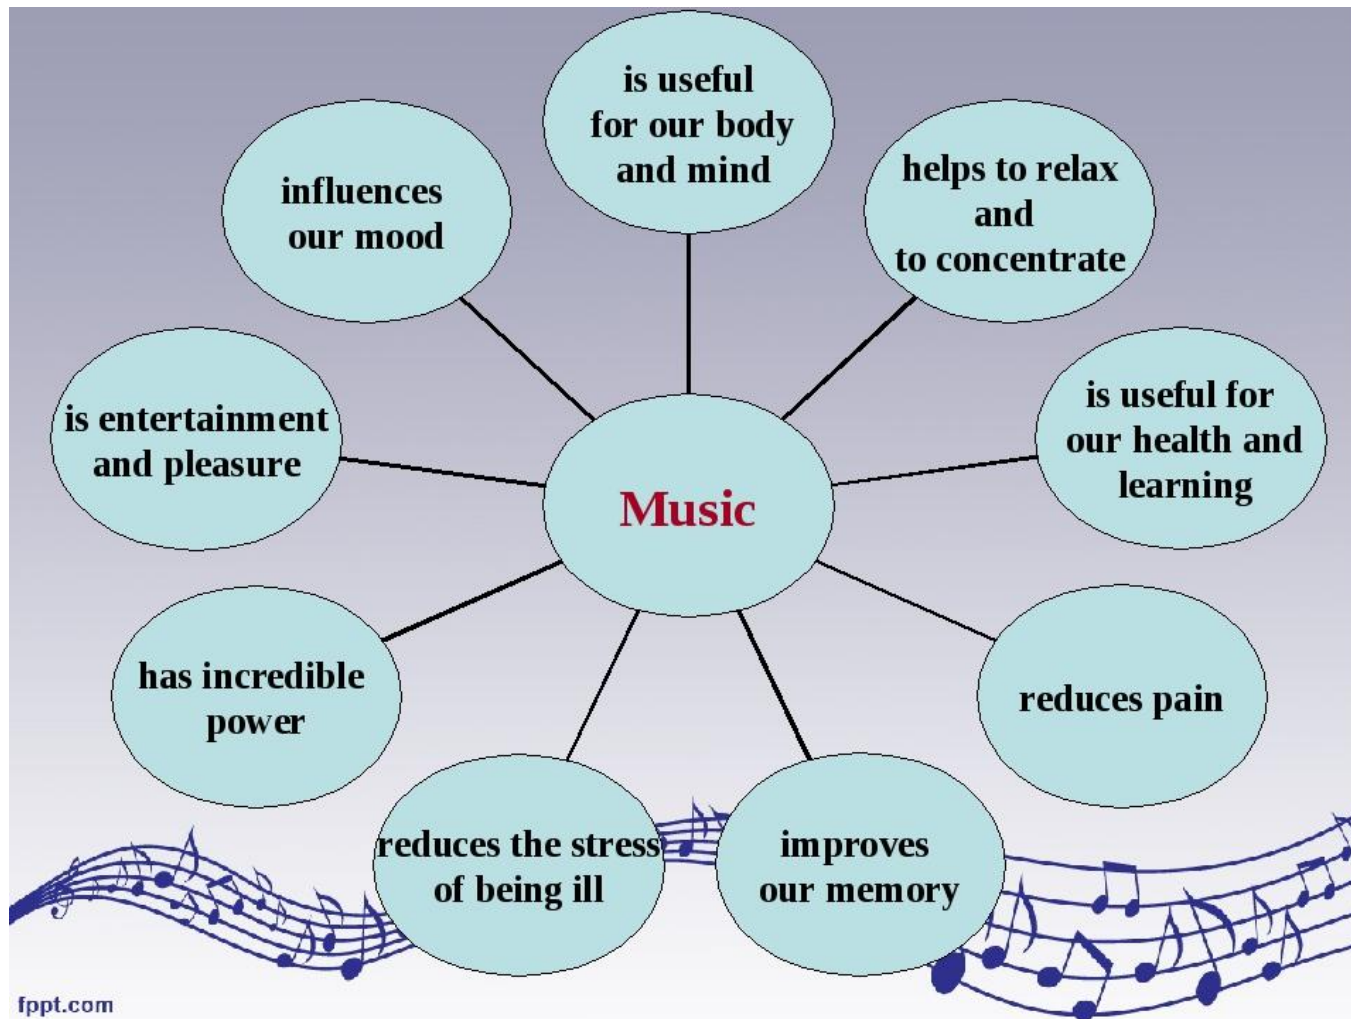 is useful
for our body
and mind
helps to relax
and
to concentrate
is useful for
our health and
learning
reduces pain
improves
our memory
reduces the stress
of being ill
has incredible
power
is entertainment
and pleasure
influences
our mood
Music
fppt.com